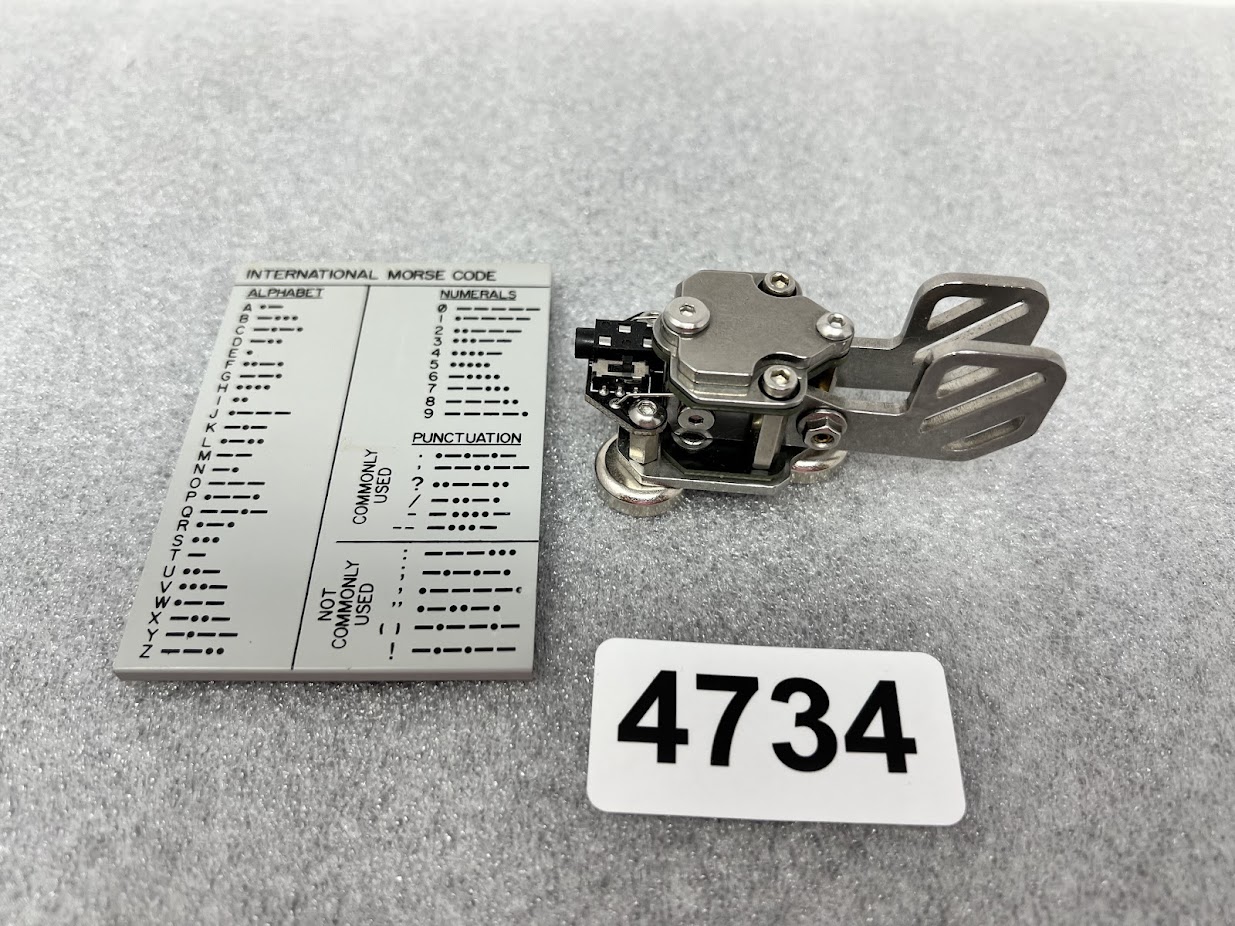 INTERNATIONAL MORSE CODE
ALPHABET
A •—
B —•••
C —•—•
D —••
E •
F ••—•
G ——•
H ••••
I ••
J •———
K —•—
L •—••
M ——
N —•
O ———
P •——•
Q ——•—
R •—•
S •••
T —
U ••—
V •••—
W •——
X —••—
Y —•——
Z ——••
NUMERALS
0 —————
1 •————
2 ••———
3 •••——
4 ••••—
5 •••••
6 —••••
7 ——•••
8 ———••
9 ————•
PUNCTUATION
COMMONLY
USED
?
/
NOT
COMMONLY
USED
4734